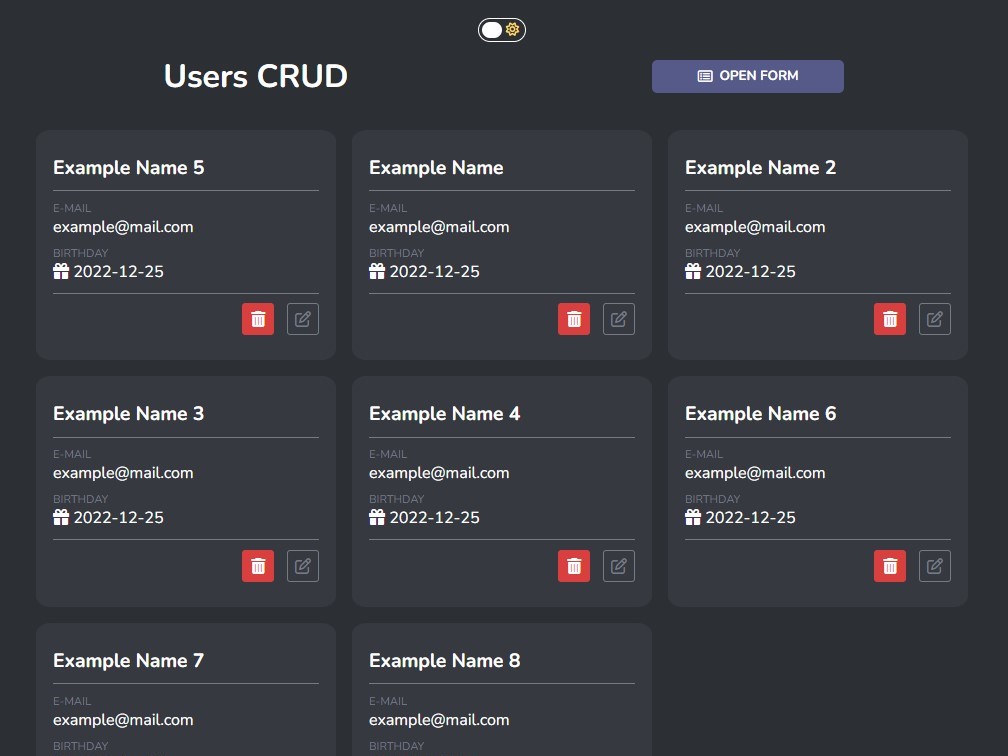 Users CRUD
OPEN FORM
Example Name 5
E-MAIL
example@mail.com
BIRTHDAY
2022-12-25
Example Name
E-MAIL
example@mail.com
BIRTHDAY
2022-12-25
Example Name 2
E-MAIL
example@mail.com
BIRTHDAY
2022-12-25
Example Name 3
E-MAIL
example@mail.com
BIRTHDAY
2022-12-25
Example Name 4
E-MAIL
example@mail.com
BIRTHDAY
2022-12-25
Example Name 6
E-MAIL
example@mail.com
BIRTHDAY
2022-12-25
Example Name 7
E-MAIL
example@mail.com
BIRTHDAY
Example Name 8
E-MAIL
example@mail.com
BIRTHDAY